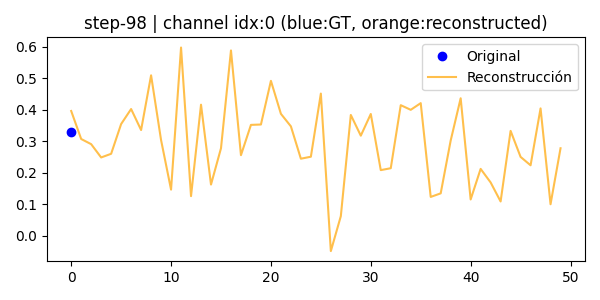 step-98 | channel idx:0 (blue:GT, orange:reconstructed)
Original
Reconstrucción
0.6
0.5
0.4
0.3
0.2
0.1
0.0
0 10 20 30 40 50